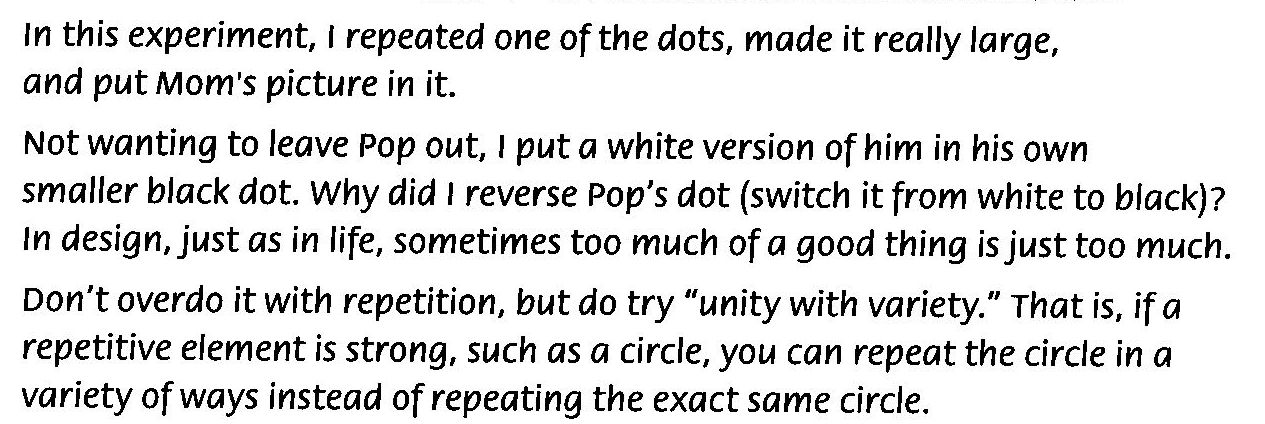 In this experiment, I repeated one of the dots, made it really large,
and put Mom's picture in it.
Not wanting to leave Pop out, I put a white version of him in his own
smaller black dot. Why did I reverse Pop’s dot (switch it from white to black)?
In design, just as in life, sometimes too much of a good thing is just too much.
Don’t overdo it with repetition, but do try “unity with variety.” That is, if a
repetitive element is strong, such as a circle, you can repeat the circle in a
variety of ways instead of repeating the exact same circle.